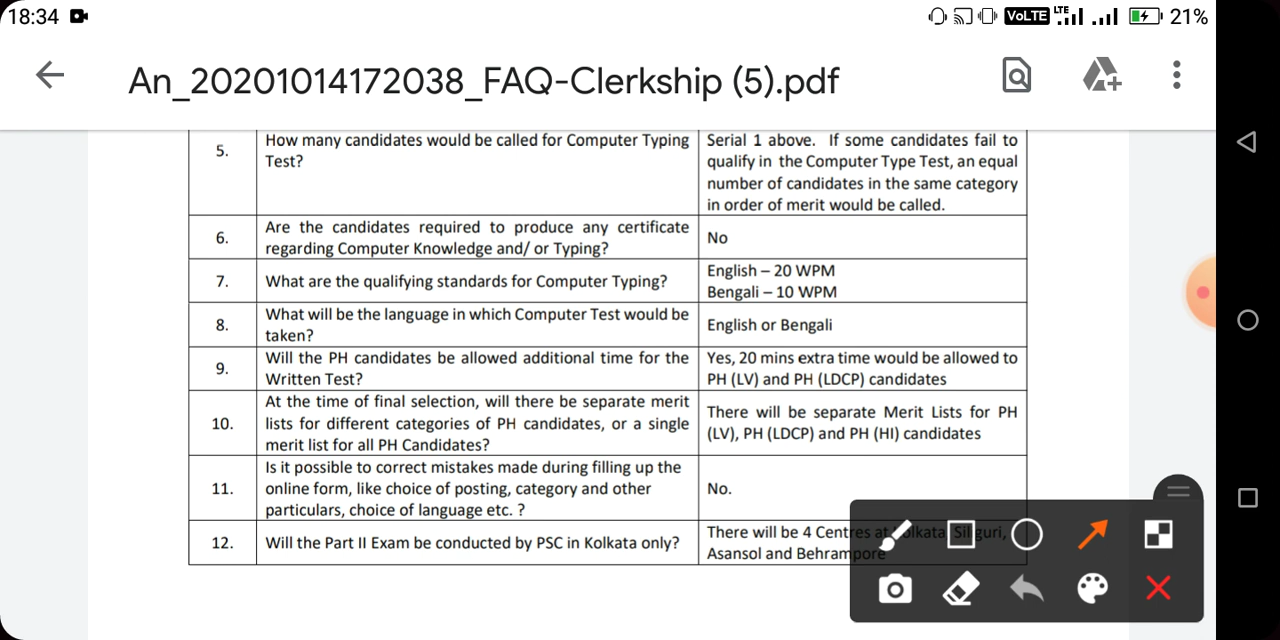 18:34
VoLTE LTE 21%
An_20201014172038_FAQ-Clerkship (5).pdf
5.
How many candidates would be called for Computer Typing
Test?
Serial 1 above. If some candidates fail to
qualify in the Computer Type Test, an equal
number of candidates in the same category
in order of merit would be called.
6.
Are the candidates required to produce any certificate
regarding Computer Knowledge and/ or Typing?
No
7.
What are the qualifying standards for Computer Typing?
English – 20 WPM
Bengali – 10 WPM
8.
What will be the language in which Computer Test would be
taken?
English or Bengali
9.
Will the PH candidates be allowed additional time for the
Written Test?
Yes, 20 mins extra time would be allowed to
PH (LV) and PH (LDCP) candidates
10.
At the time of final selection, will there be separate merit
lists for different categories of PH candidates, or a single
merit list for all PH Candidates?
There will be separate Merit Lists for PH
(LV), PH (LDCP) and PH (HI) candidates
11.
Is it possible to correct mistakes made during filling up the
online form, like choice of posting, category and other
particulars, choice of language etc. ?
No.
12.
Will the Part II Exam be conducted by PSC in Kolkata only?
There will be 4 Centres at Kolkata, Siliguri,
Asansol and Behrampore